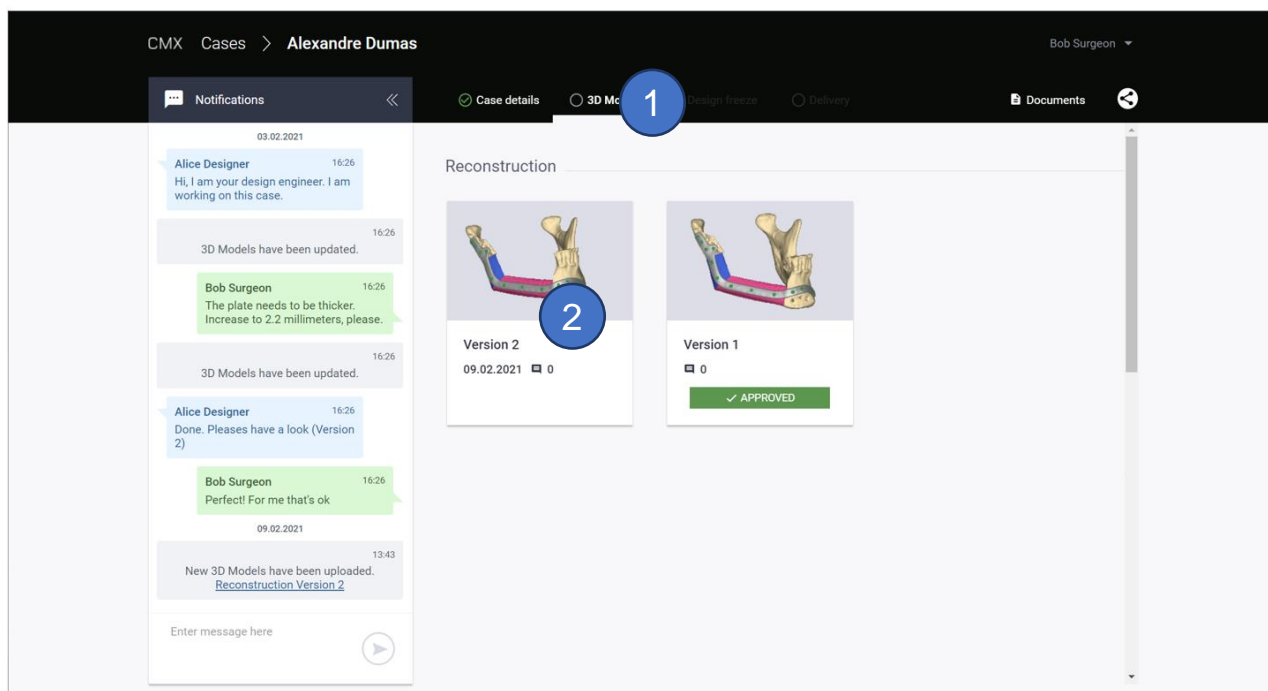 CMX Cases > Alexandre Dumas
Bob Surgeon
Notifications
Case details
3D Mo
1
Design freeze
Delivery
Documents
03.02.2021
Alice Designer 16:26
Hi, I am your design engineer. I am
working on this case.
16:26
3D Models have been updated.
Bob Surgeon 16:26
The plate needs to be thicker.
Increase to 2.2 millimeters, please.
16:26
3D Models have been updated.
Alice Designer 16:26
Done. Pleases have a look (Version
2)
Bob Surgeon 16:26
Perfect! For me that's ok
09.02.2021
13:43
New 3D Models have been uploaded.
Reconstruction Version 2
Enter message here
Reconstruction
2
Version 2
09.02.2021 0
Version 1
0
✓ APPROVED